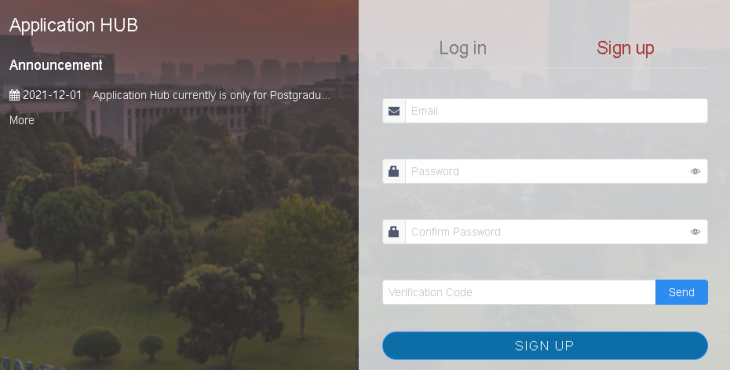 Application HUB
Announcement
2021-12-01 Application Hub currently is only for Postgradu...
More
Log in Sign up
Email
Password
Confirm Password
Verification Code Send
SIGN UP